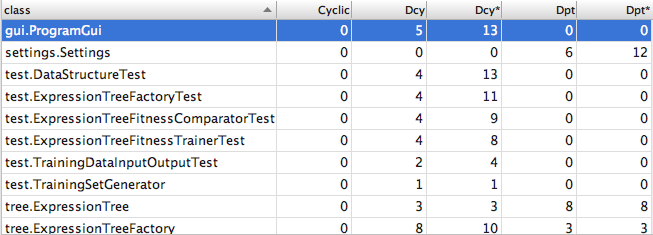 class Cyclic Dcy Dcy* Dpt Dpt*
gui.ProgramGui 0 5 13 0 0
settings.Settings 0 0 0 6 12
test.DataStructureTest 0 4 13 0 0
test.ExpressionTreeFactoryTest 0 4 11 0 0
test.ExpressionTreeFitnessComparatorTest 0 4 9 0 0
test.ExpressionTreeFitnessTrainerTest 0 4 8 0 0
test.TrainingDataInputOutputTest 0 2 4 0 0
test.TrainingSetGenerator 0 1 1 0 0
tree.ExpressionTree 0 3 3 8 8
tree.ExpressionTreeFactory 0 8 10 3 3